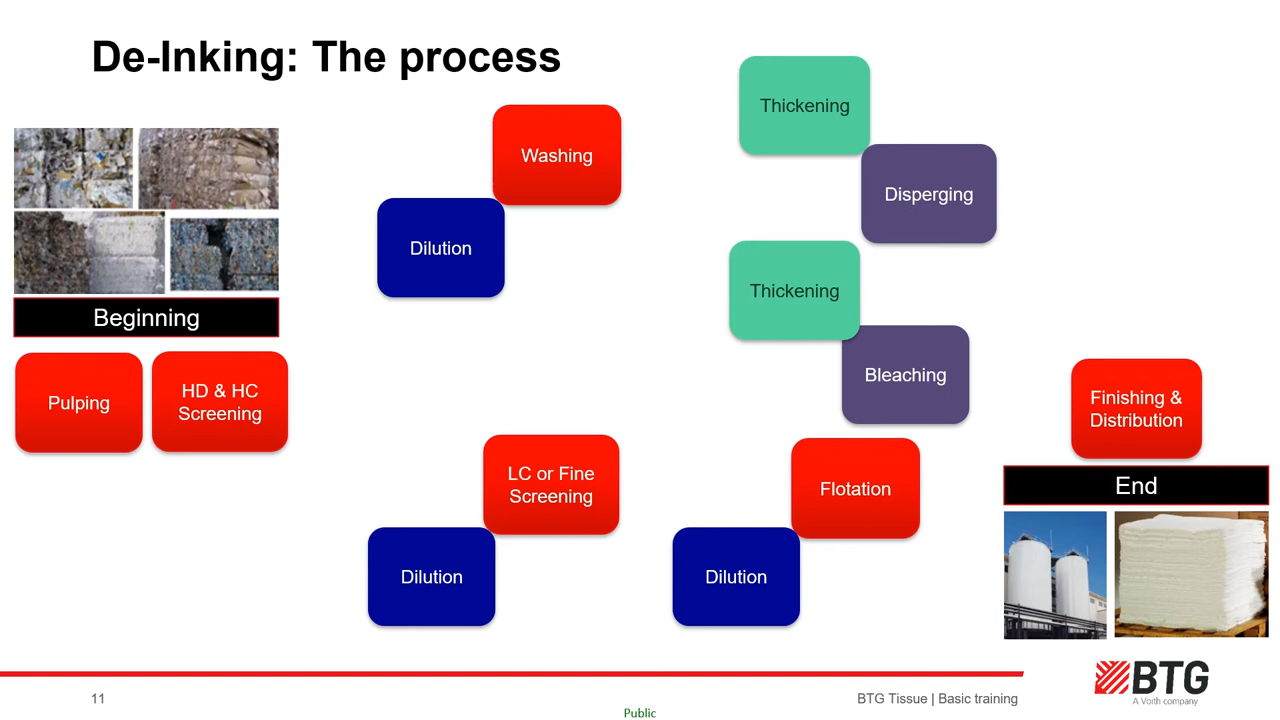 De-Inking: The process
Thickening
Washing
Disperging
Dilution
Thickening
Beginning
Bleaching
Pulping
HD & HC
Screening
Finishing &
Distribution
LC or Fine
Screening
Flotation
End
Dilution
Dilution
BTG
A Voith company
11
BTG Tissue | Basic training
Public